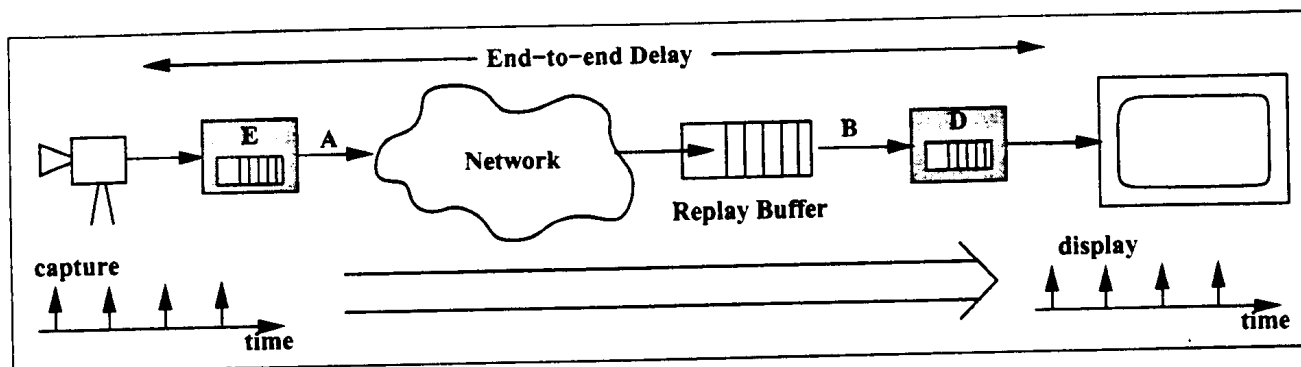 End-to-end Delay
E
A
Network
B
D
Replay Buffer
capture
display
time
time